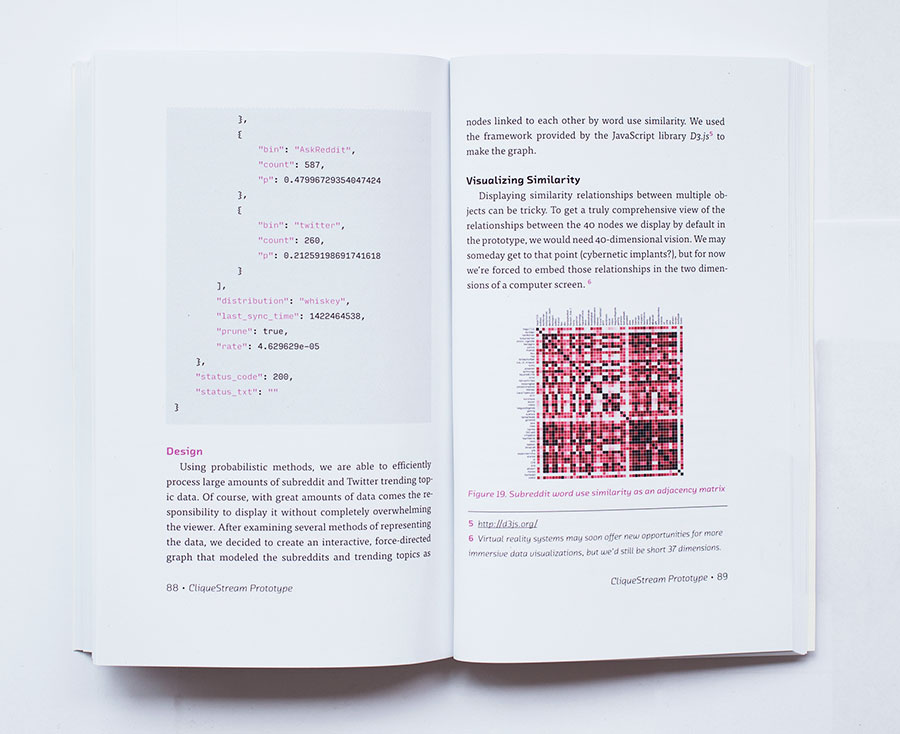 },
{
"bin": "AskReddit",
"count": 587,
"p": 0.47996729354047424
},
{
"bin": "twitter",
"count": 260,
"p": 0.21259198691741618
}
],
"distribution": "whiskey",
"last_sync_time": 1422464538,
"prune": true,
"rate": 4.629629e-05
},
"status_code": 200,
"status_txt": ""
}
Design
Using probabilistic methods, we are able to efficiently
process large amounts of subreddit and Twitter trending top-
ic data. Of course, with great amounts of data comes the re-
sponsibility to display it without completely overwhelming
the viewer. After examining several methods of representing
the data, we decided to create an interactive, force-directed
graph that modeled the subreddits and trending topics as
88 • CliqueStream Prototype
nodes linked to each other by word use similarity. We used
the framework provided by the JavaScript library D3.js⁵ to
make the graph.
Visualizing Similarity
Displaying similarity relationships between multiple ob-
jects can be tricky. To get a truly comprehensive view of the
relationships between the 40 nodes we display by default in
the prototype, we would need 40-dimensional vision. We may
someday get to that point (cybernetic implants?), but for now
we're forced to embed those relationships in the two dimen-
sions of a computer screen. ⁶
Figure 19. Subreddit word use similarity as an adjacency matrix
5 http://d3js.org/
6 Virtual reality systems may soon offer new opportunities for more
immersive data visualizations, but we'd still be short 37 dimensions.
CliqueStream Prototype • 89